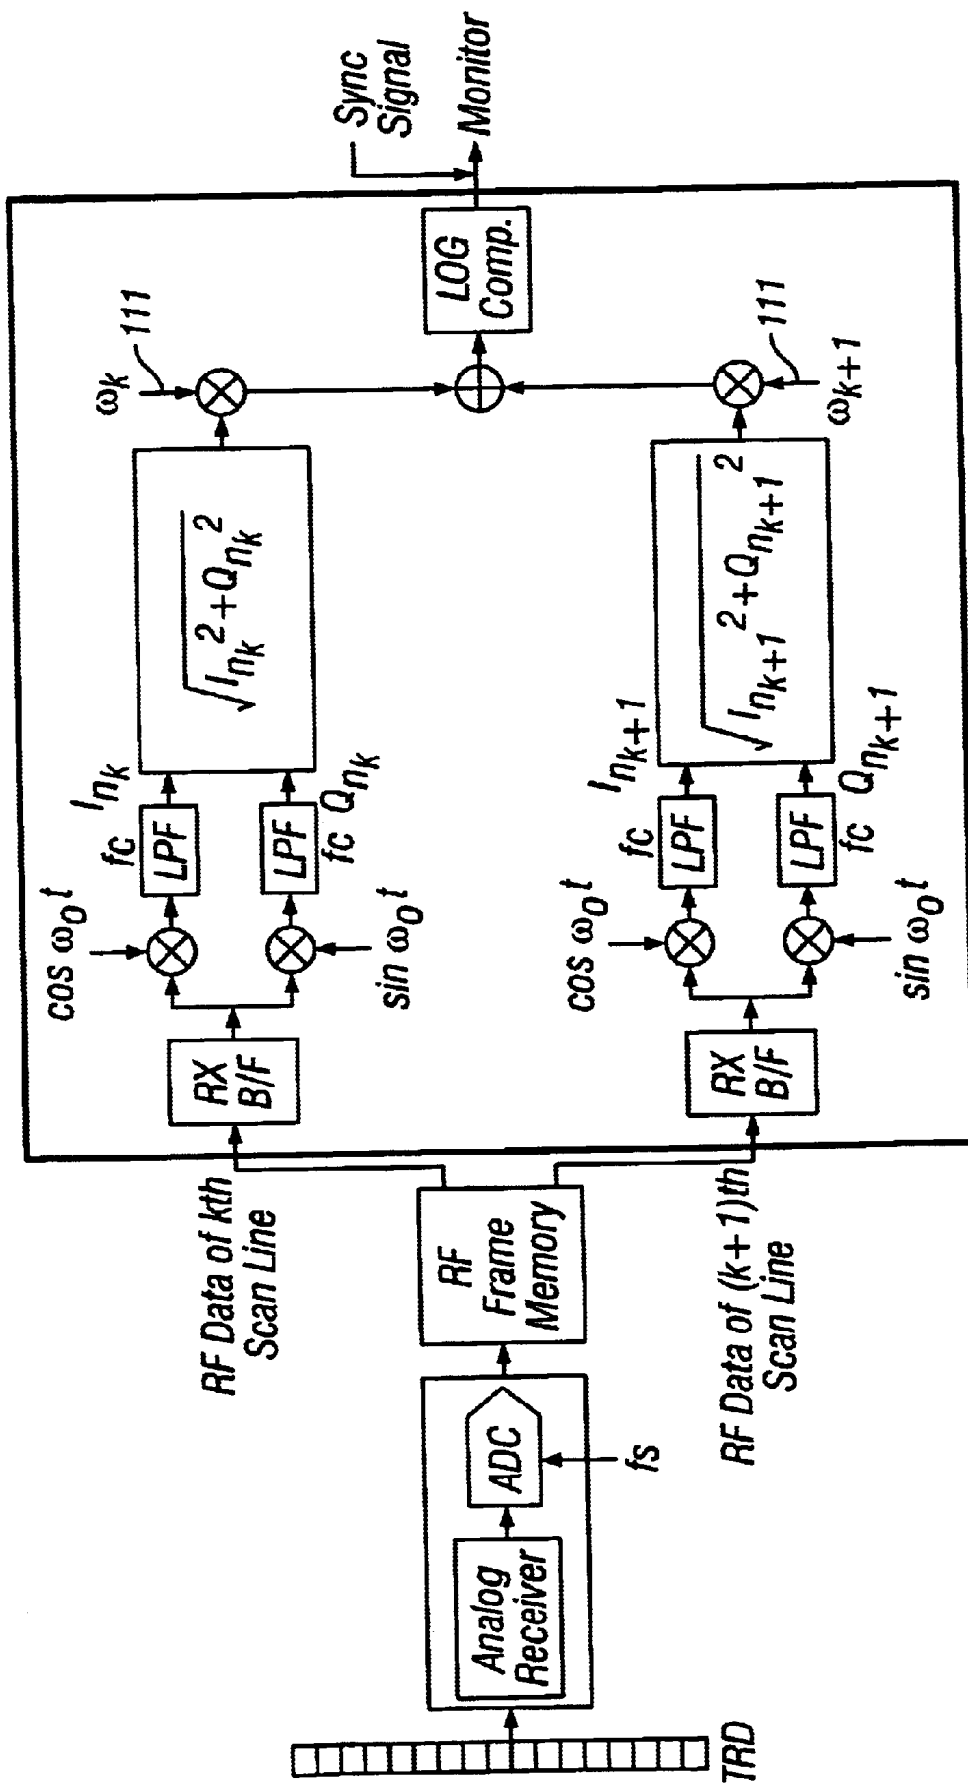 TRD
Analog
Receiver
ADC
fs
RF
Frame
Memory
RF Data of kth
Scan Line
RF Data of (k+1)th
Scan Line
RX
B/F
cos ω₀t
sin ω₀t
fc
LPF
LPF
fc
Iₙₖ
Qₙₖ
√Iₙₖ²+Qₙₖ²
ωₖ
111
RX
B/F
cos ω₀t
sin ω₀t
fc
LPF
LPF
fc
Iₙₖ₊₁
Qₙₖ₊₁
√Iₙₖ₊₁²+Qₙₖ₊₁²
ωₖ₊₁
111
LOG
Comp.
Sync
Signal
Monitor